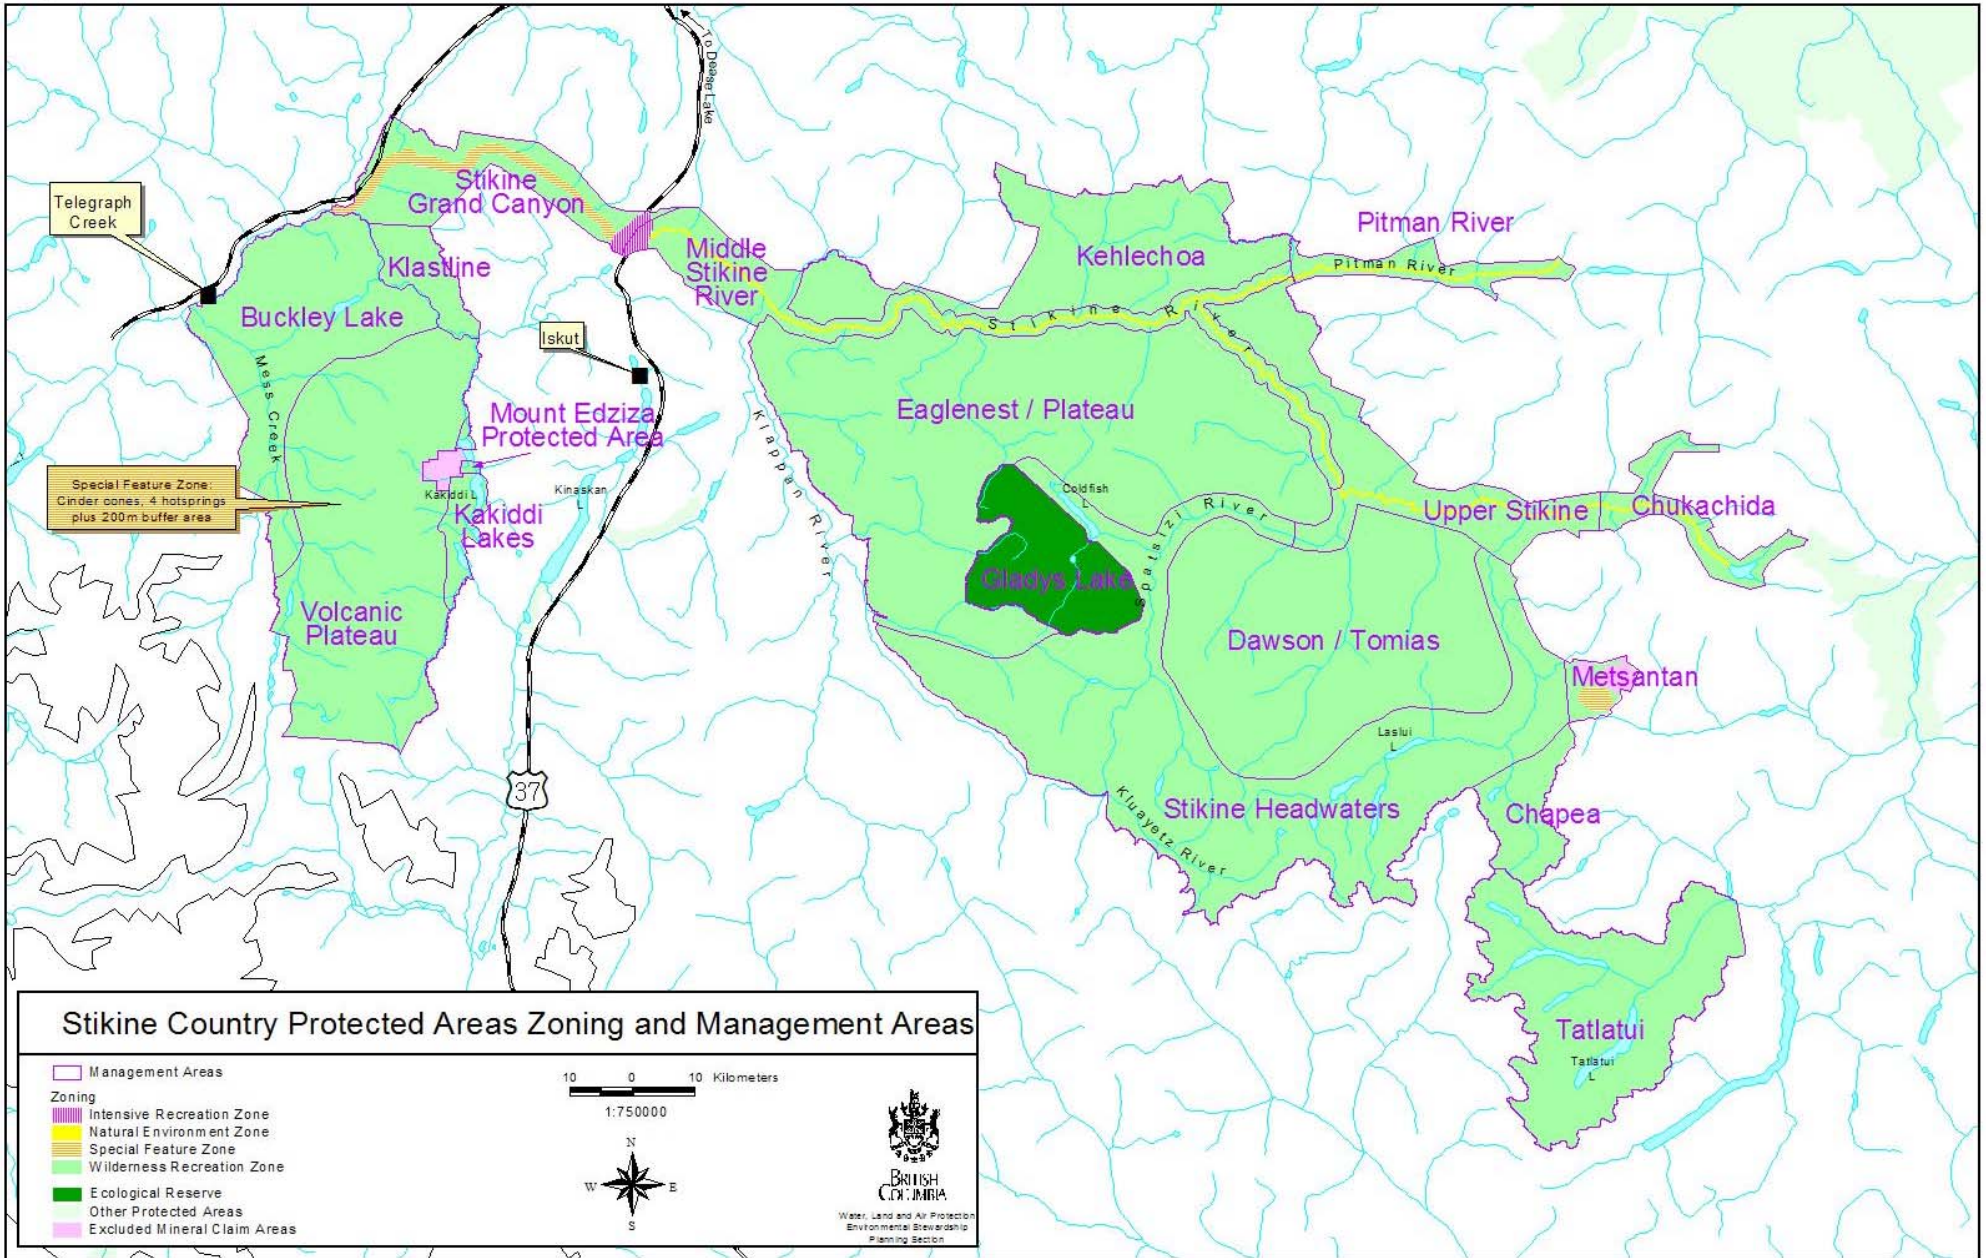 To Dease Lake
Telegraph
Creek
Stikine
Grand Canyon
Pitman River
Middle
Stikine
River
Kehlechoa
Pitman River
Klastline
Buckley Lake
Stikine River
Iskut
Mess Creek
Mount Edziza
Protected Area
Eaglenest / Plateau
Klappan River
Special Feature Zone:
Cinder cones, 4 hotsprings
plus 200m buffer area
Kakiddi L
Kinaskan
L
Coldfish
L
Kakiddi
Lakes
Spatsizi River
Upper Stikine
Chukachida
Gladys Lake
Volcanic
Plateau
Dawson / Tomias
Metsantan
Laslui
L
37
Kluayetz River
Stikine Headwaters
Chapea
Tatlatui
Tatlatui
L
Stikine Country Protected Areas Zoning and Management Areas
Management Areas
Zoning
Intensive Recreation Zone
Natural Environment Zone
Special Feature Zone
Wilderness Recreation Zone
Ecological Reserve
Other Protected Areas
Excluded Mineral Claim Areas
10 0 10 Kilometers
1:750000
N
W E
S
BRITISH
COLUMBIA
Water, Land and Air Protection
Environmental Stewardship
Planning Section